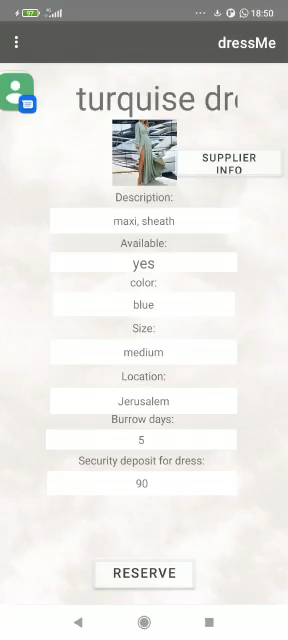 97 4G ... 18:50
dressMe
turquise dr
SUPPLIER
INFO
Description:
maxi, sheath
Available:
yes
color:
blue
Size:
medium
Location:
Jerusalem
Burrow days:
5
Security deposit for dress:
90
RESERVE